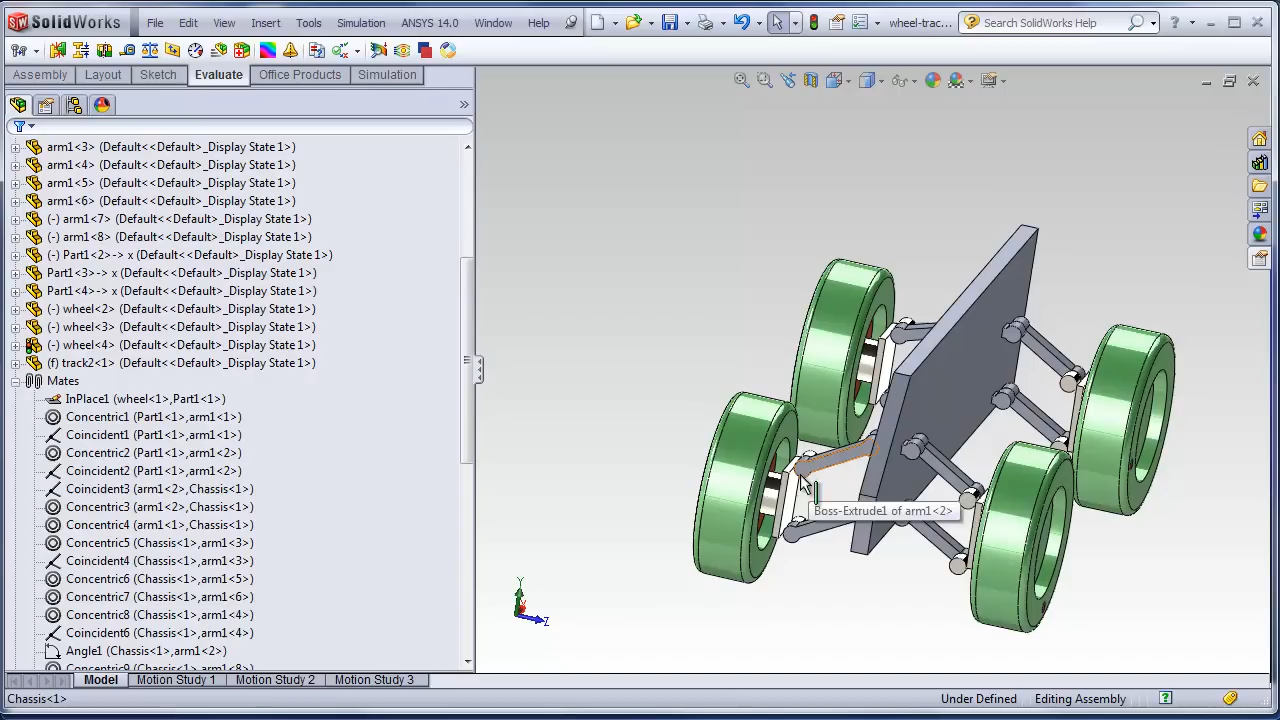 SolidWorks
File Edit View Insert Tools Simulation ANSYS 14.0 Window Help
wheel-trac...
Search SolidWorks Help
Assembly Layout Sketch Evaluate Office Products Simulation
arm1<3> (Default<<Default>_Display State 1>)
arm1<4> (Default<<Default>_Display State 1>)
arm1<5> (Default<<Default>_Display State 1>)
arm1<6> (Default<<Default>_Display State 1>)
(-) arm1<7> (Default<<Default>_Display State 1>)
(-) arm1<8> (Default<<Default>_Display State 1>)
(-) Part1<2>--> x (Default<<Default>_Display State 1>)
Part1<3>--> x (Default<<Default>_Display State 1>)
Part1<4>--> x (Default<<Default>_Display State 1>)
(-) wheel<2> (Default<<Default>_Display State 1>)
(-) wheel<3> (Default<<Default>_Display State 1>)
(-) wheel<4> (Default<<Default>_Display State 1>)
(f) track2<1> (Default<<Default>_Display State 1>)
Mates
InPlace1 (wheel<1>,Part1<1>)
Concentric1 (Part1<1>,arm1<1>)
Coincident1 (Part1<1>,arm1<1>)
Concentric2 (Part1<1>,arm1<2>)
Coincident2 (Part1<1>,arm1<2>)
Coincident3 (arm1<2>,Chassis<1>)
Concentric3 (arm1<2>,Chassis<1>)
Concentric4 (arm1<1>,Chassis<1>)
Concentric5 (Chassis<1>,arm1<3>)
Coincident4 (Chassis<1>,arm1<3>)
Concentric6 (Chassis<1>,arm1<5>)
Concentric7 (Chassis<1>,arm1<6>)
Concentric8 (Chassis<1>,arm1<4>)
Coincident6 (Chassis<1>,arm1<4>)
Angle1 (Chassis<1>,arm1<2>)
Concentric9 (Chassis<1>,arm1<8>)
Boss-Extrude1 of arm1<2>
Y
Z
Model Motion Study 1 Motion Study 2 Motion Study 3
Chassis<1>
Under Defined Editing Assembly